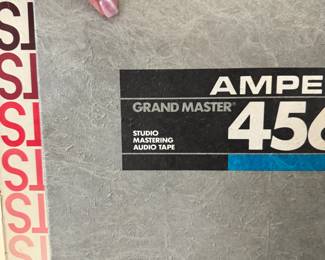 AMPE
GRAND MASTER®
456
STUDIO
MASTERING
AUDIO TAPE